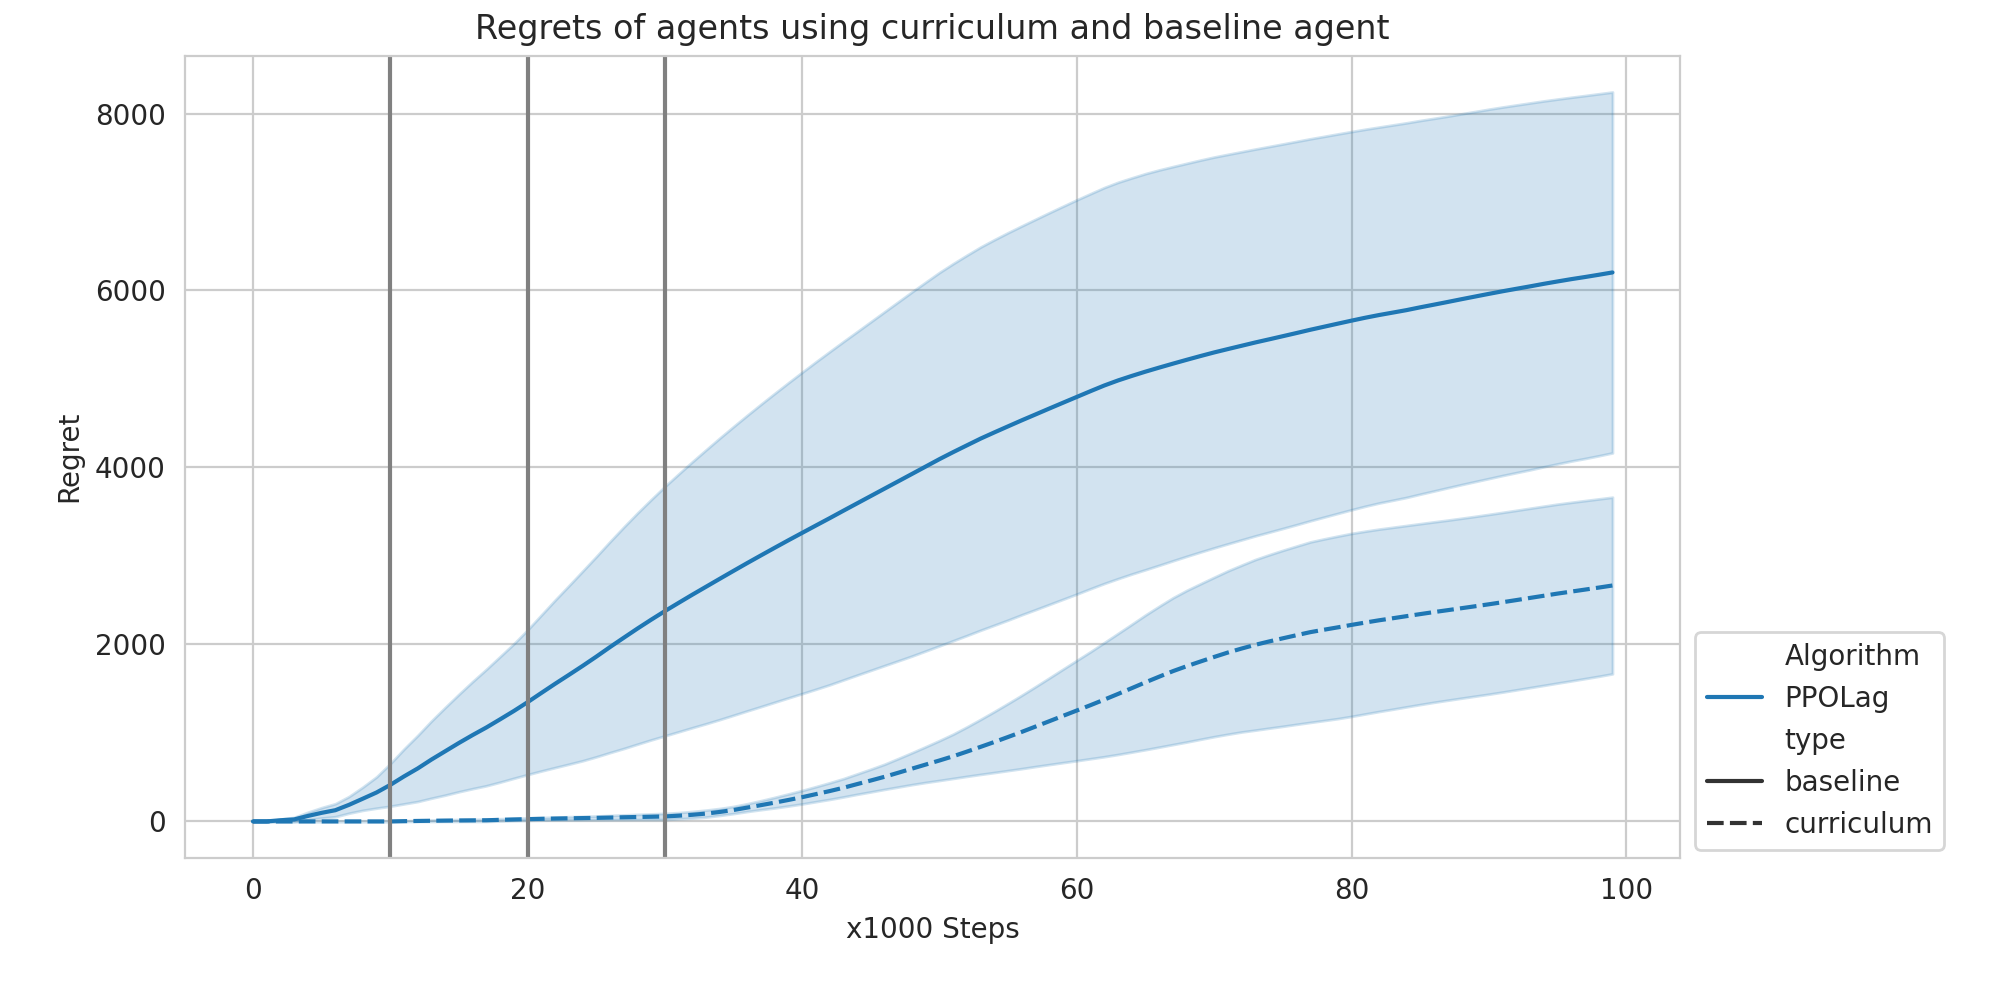 Regrets of agents using curriculum and baseline agent
8000
6000
4000
2000
0
Regret
0 20 40 60 80 100
x1000 Steps
Algorithm
PPOLag
type
baseline
curriculum